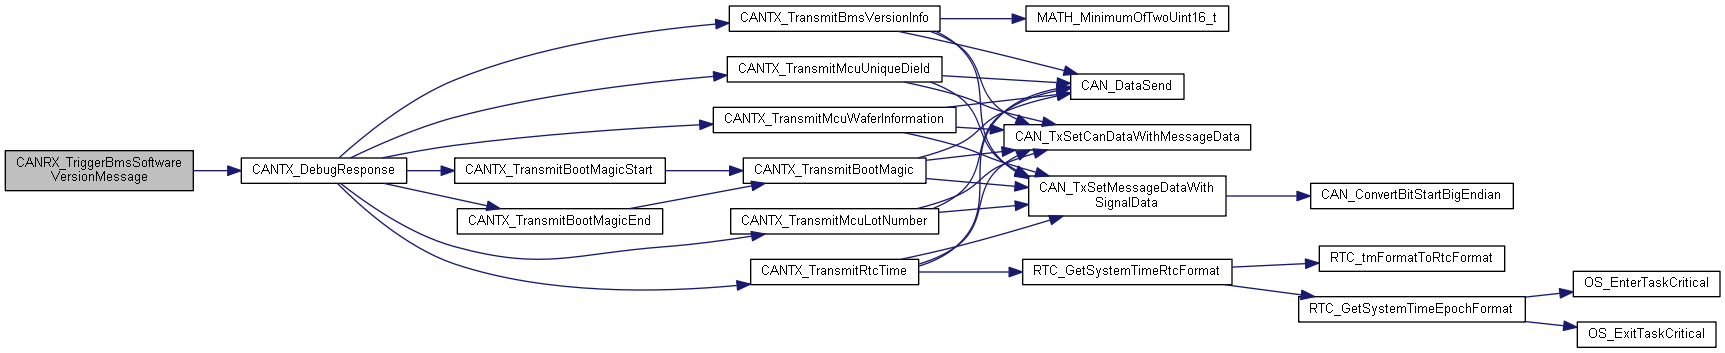 CANRX_TriggerBmsSoftware
VersionMessage
CANTX_DebugResponse
CANTX_TransmitBmsVersionInfo
CANTX_TransmitMcuUniqueDieId
CANTX_TransmitMcuWaferInformation
CANTX_TransmitBootMagicStart
CANTX_TransmitBootMagicEnd
CANTX_TransmitBootMagic
CANTX_TransmitMcuLotNumber
CANTX_TransmitRtcTime
MATH_MinimumOfTwoUint16_t
CAN_DataSend
CAN_TxSetCanDataWithMessageData
CAN_TxSetMessageDataWith
SignalData
CAN_ConvertBitStartBigEndian
RTC_GetSystemTimeRtcFormat
RTC_tmFormatToRtcFormat
RTC_GetSystemTimeEpochFormat
OS_EnterTaskCritical
OS_ExitTaskCritical